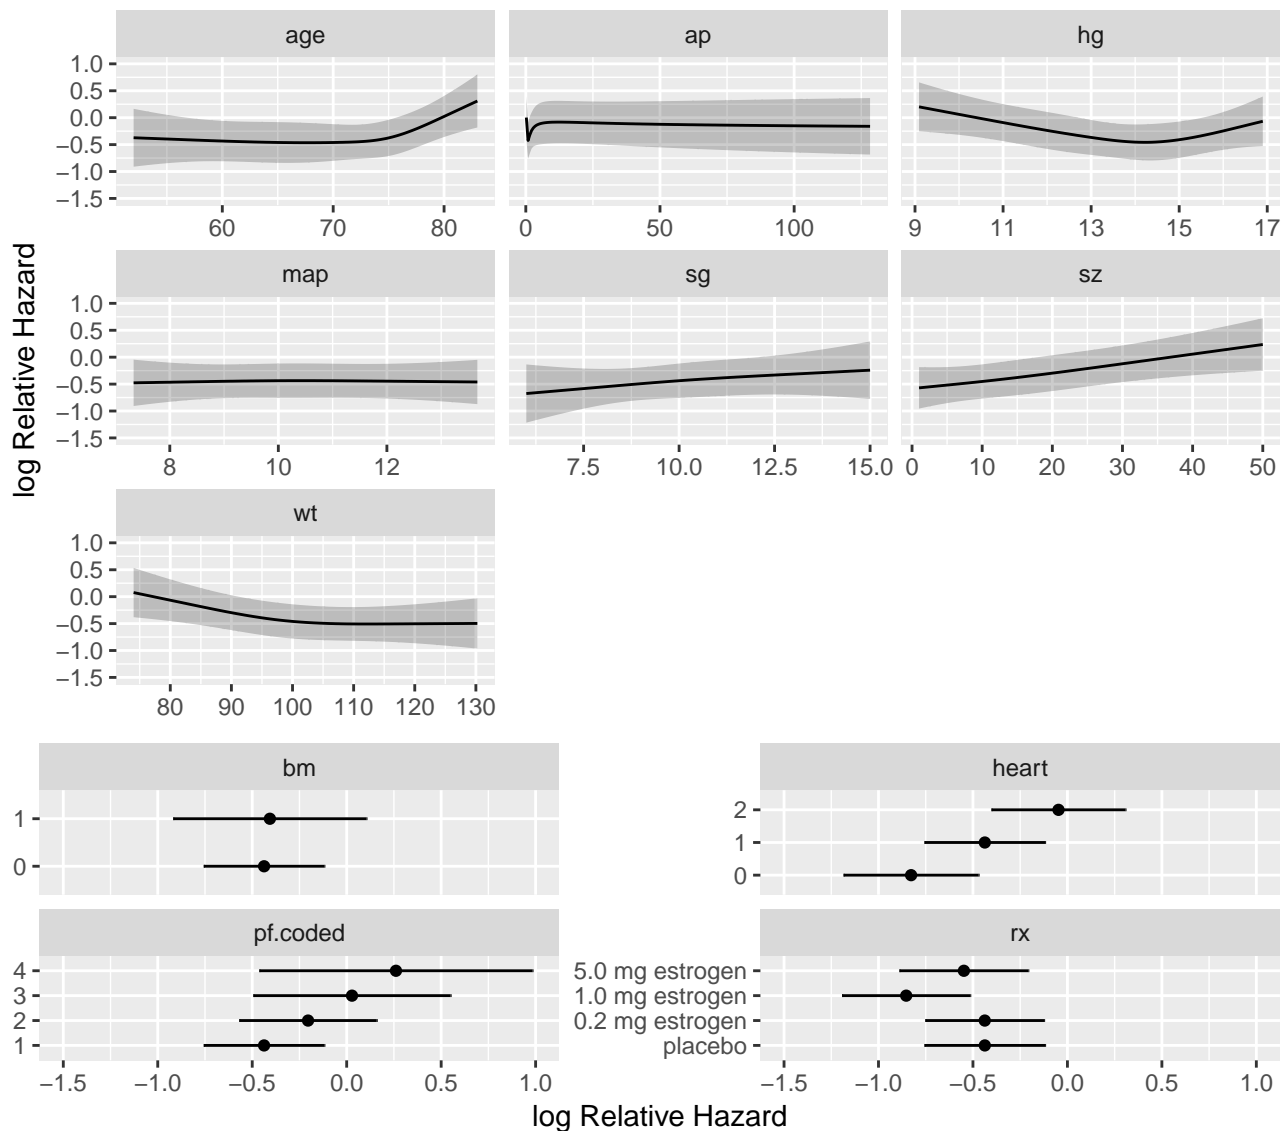 age ap hg
1.0
0.5
0.0
−0.5
−1.0
−1.5
60 70 80 0 50 100 9 11 13 15 17
log Relative Hazard
map sg sz
1.0
0.5
0.0
−0.5
−1.0
−1.5
8 10 12 7.5 10.0 12.5 15.0 0 10 20 30 40 50
wt
1.0
0.5
0.0
−0.5
−1.0
−1.5
80 90 100 110 120 130
bm heart
1
0
2
1
0
pf.coded rx
4 5.0 mg estrogen
3 1.0 mg estrogen
2 0.2 mg estrogen
1 placebo
−1.5 −1.0 −0.5 0.0 0.5 1.0 −1.5 −1.0 −0.5 0.0 0.5 1.0
log Relative Hazard